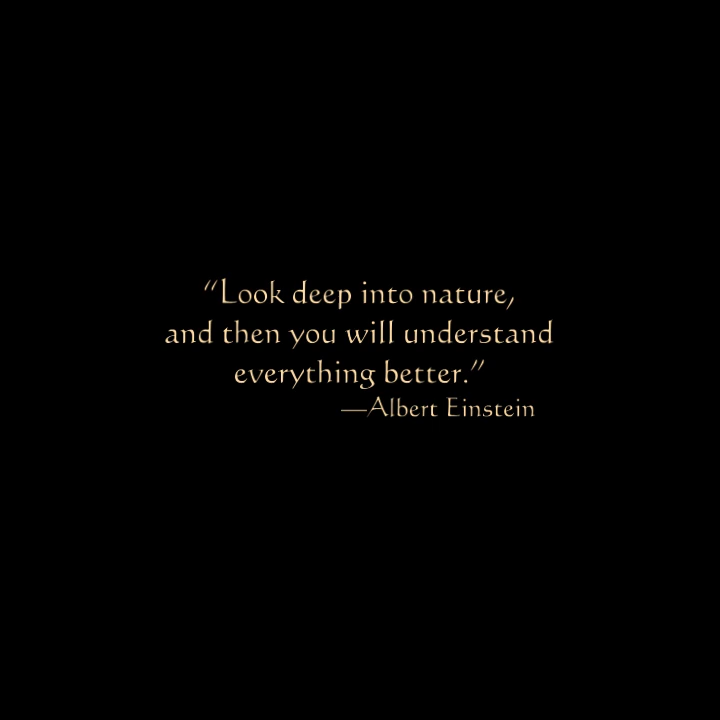 “Look deep into nature,
and then you will understand
everything better.”
—Albert Einstein